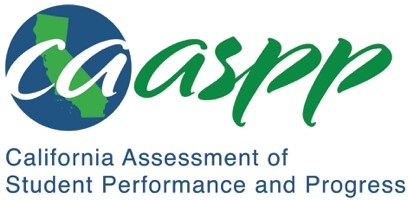 caaspp
California Assessment of
Student Performance and Progress